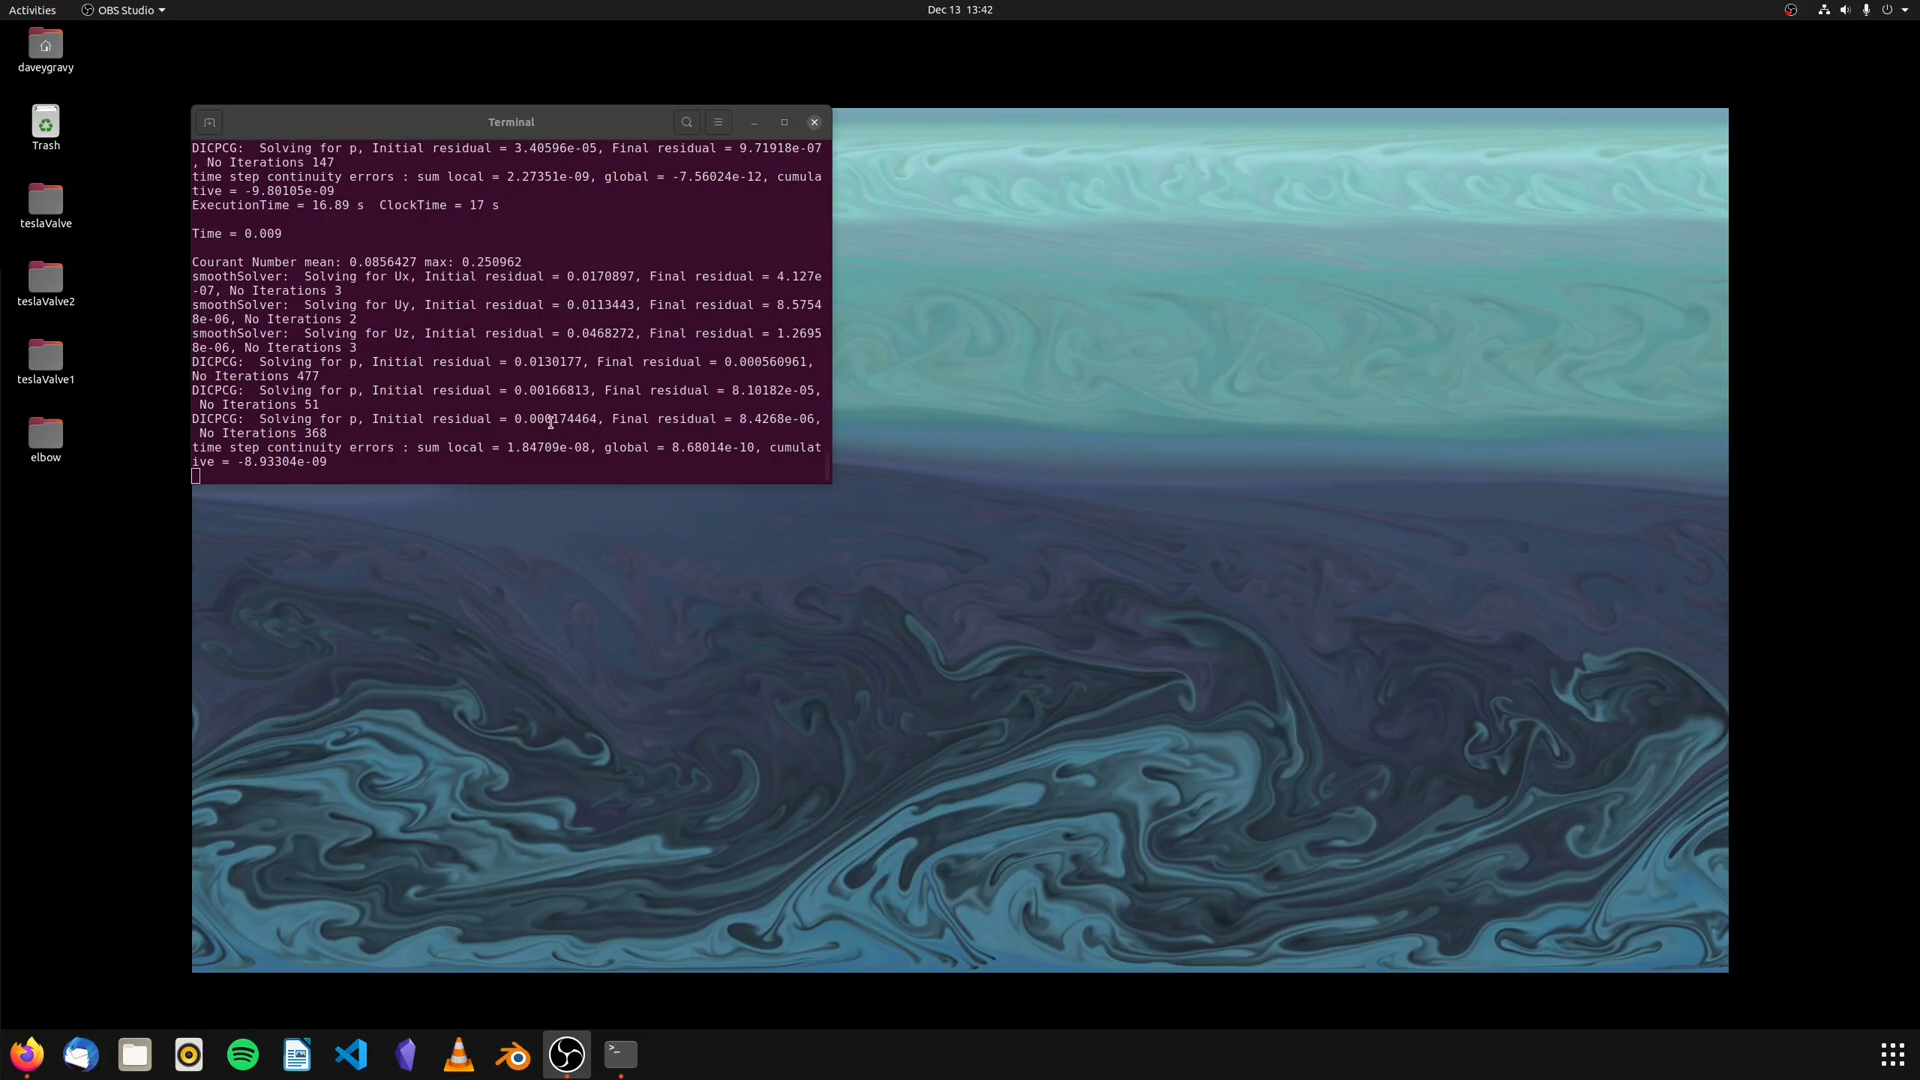 Activities
OBS Studio
Dec 13 13:42
daveygravy
Trash
teslaValve
teslaValve2
teslaValve1
elbow
Terminal
DICPCG:  Solving for p, Initial residual = 3.40596e-05, Final residual = 9.71918e-07
, No Iterations 147
time step continuity errors : sum local = 2.27351e-09, global = -7.56024e-12, cumula
tive = -9.80105e-09
ExecutionTime = 16.89 s  ClockTime = 17 s
Time = 0.009
Courant Number mean: 0.0856427 max: 0.250962
smoothSolver:  Solving for Ux, Initial residual = 0.0170897, Final residual = 4.127e
-07, No Iterations 3
smoothSolver:  Solving for Uy, Initial residual = 0.0113443, Final residual = 8.5754
8e-06, No Iterations 2
smoothSolver:  Solving for Uz, Initial residual = 0.0468272, Final residual = 1.2695
8e-06, No Iterations 3
DICPCG:  Solving for p, Initial residual = 0.0130177, Final residual = 0.000560961,
No Iterations 477
DICPCG:  Solving for p, Initial residual = 0.00166813, Final residual = 8.10182e-05,
No Iterations 51
DICPCG:  Solving for p, Initial residual = 0.000174464, Final residual = 8.4268e-06,
No Iterations 368
time step continuity errors : sum local = 1.84709e-08, global = 8.68014e-10, cumulat
ive = -8.93304e-09